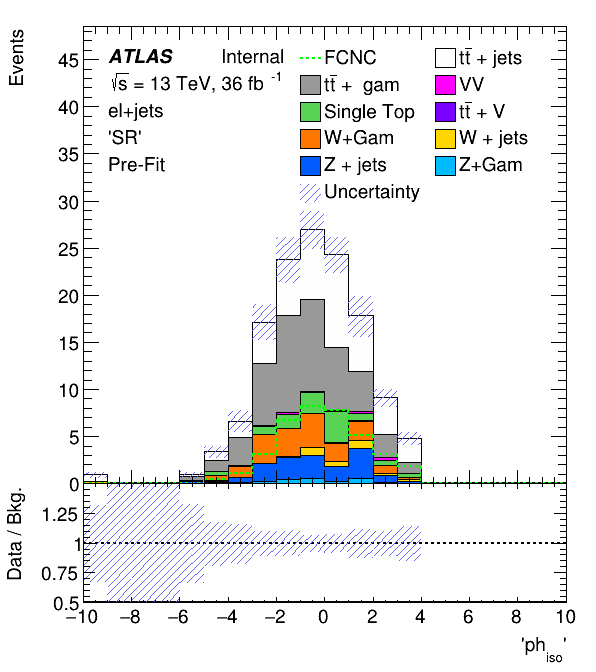 Events
45
40
35
30
25
20
15
10
5
0
ATLAS Internal
√s = 13 TeV, 36 fb⁻¹
el+jets
'SR'
Pre-Fit
FCNC
tt̄ + jets
tt̄ + gam
VV
Single Top
tt̄ + V
W+Gam
W + jets
Z + jets
Z+Gam
Uncertainty
Data / Bkg.
1.25
1
0.75
0.5
−10 −8 −6 −4 −2 0 2 4 6 8 10
'ph_iso'